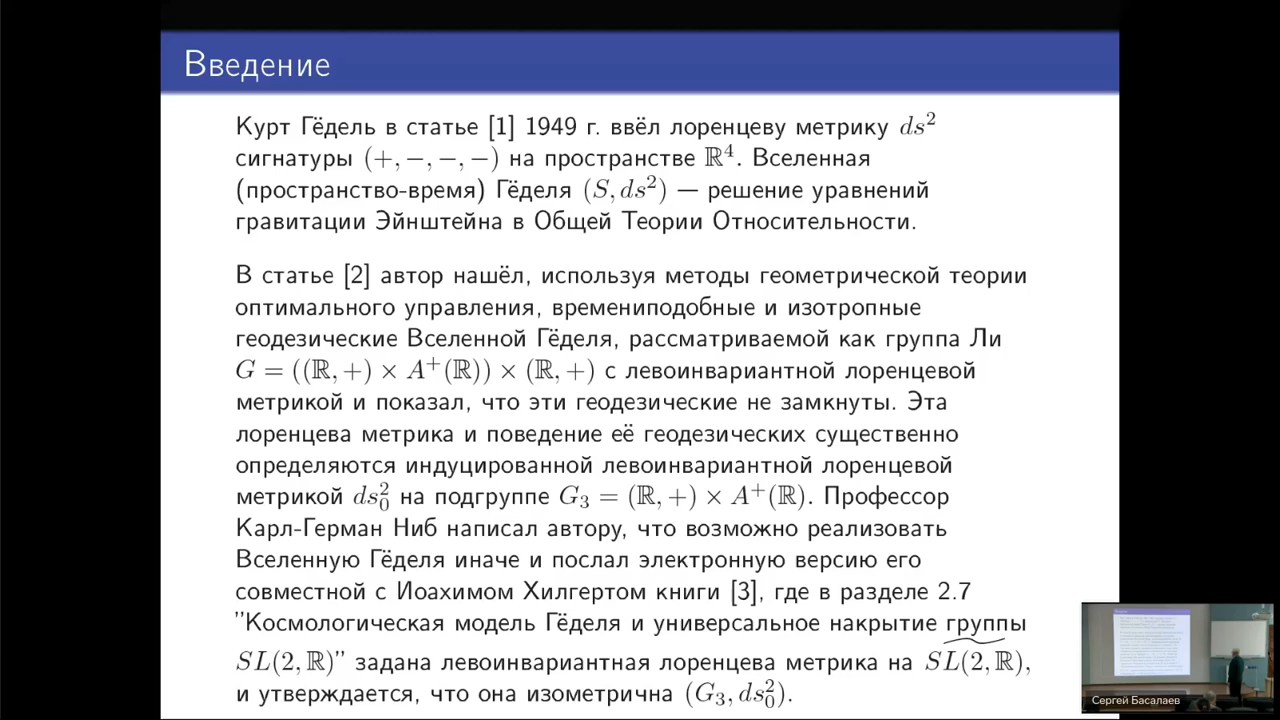 Введение
Курт Гёдель в статье [1] 1949 г. ввёл лоренцеву метрику ds²
сигнатуры (+, −, −, −) на пространстве ℝ⁴. Вселенная
(пространство-время) Гёделя (S, ds²) — решение уравнений
гравитации Эйнштейна в Общей Теории Относительности.
В статье [2] автор нашёл, используя методы геометрической теории
оптимального управления, времениподобные и изотропные
геодезические Вселенной Гёделя, рассматриваемой как группа Ли
G = ((ℝ, +) × A⁺(ℝ)) × (ℝ, +) с левоинвариантной лоренцевой
метрикой и показал, что эти геодезические не замкнуты. Эта
лоренцева метрика и поведение её геодезических существенно
определяются индуцированной левоинвариантной лоренцевой
метрикой ds₀² на подгруппе G₃ = (ℝ, +) × A⁺(ℝ). Профессор
Карл-Герман Ниб написал автору, что возможно реализовать
Вселенную Гёделя иначе и послал электронную версию его
совместной с Иоахимом Хилгертом книги [3], где в разделе 2.7
"Космологическая модель Гёделя и универсальное накрытие группы
SL(2, ℝ)" задана левоинвариантная лоренцева метрика на S͠L(2, ℝ),
и утверждается, что она изометрична (G₃, ds₀²).
Сергей Басалаев